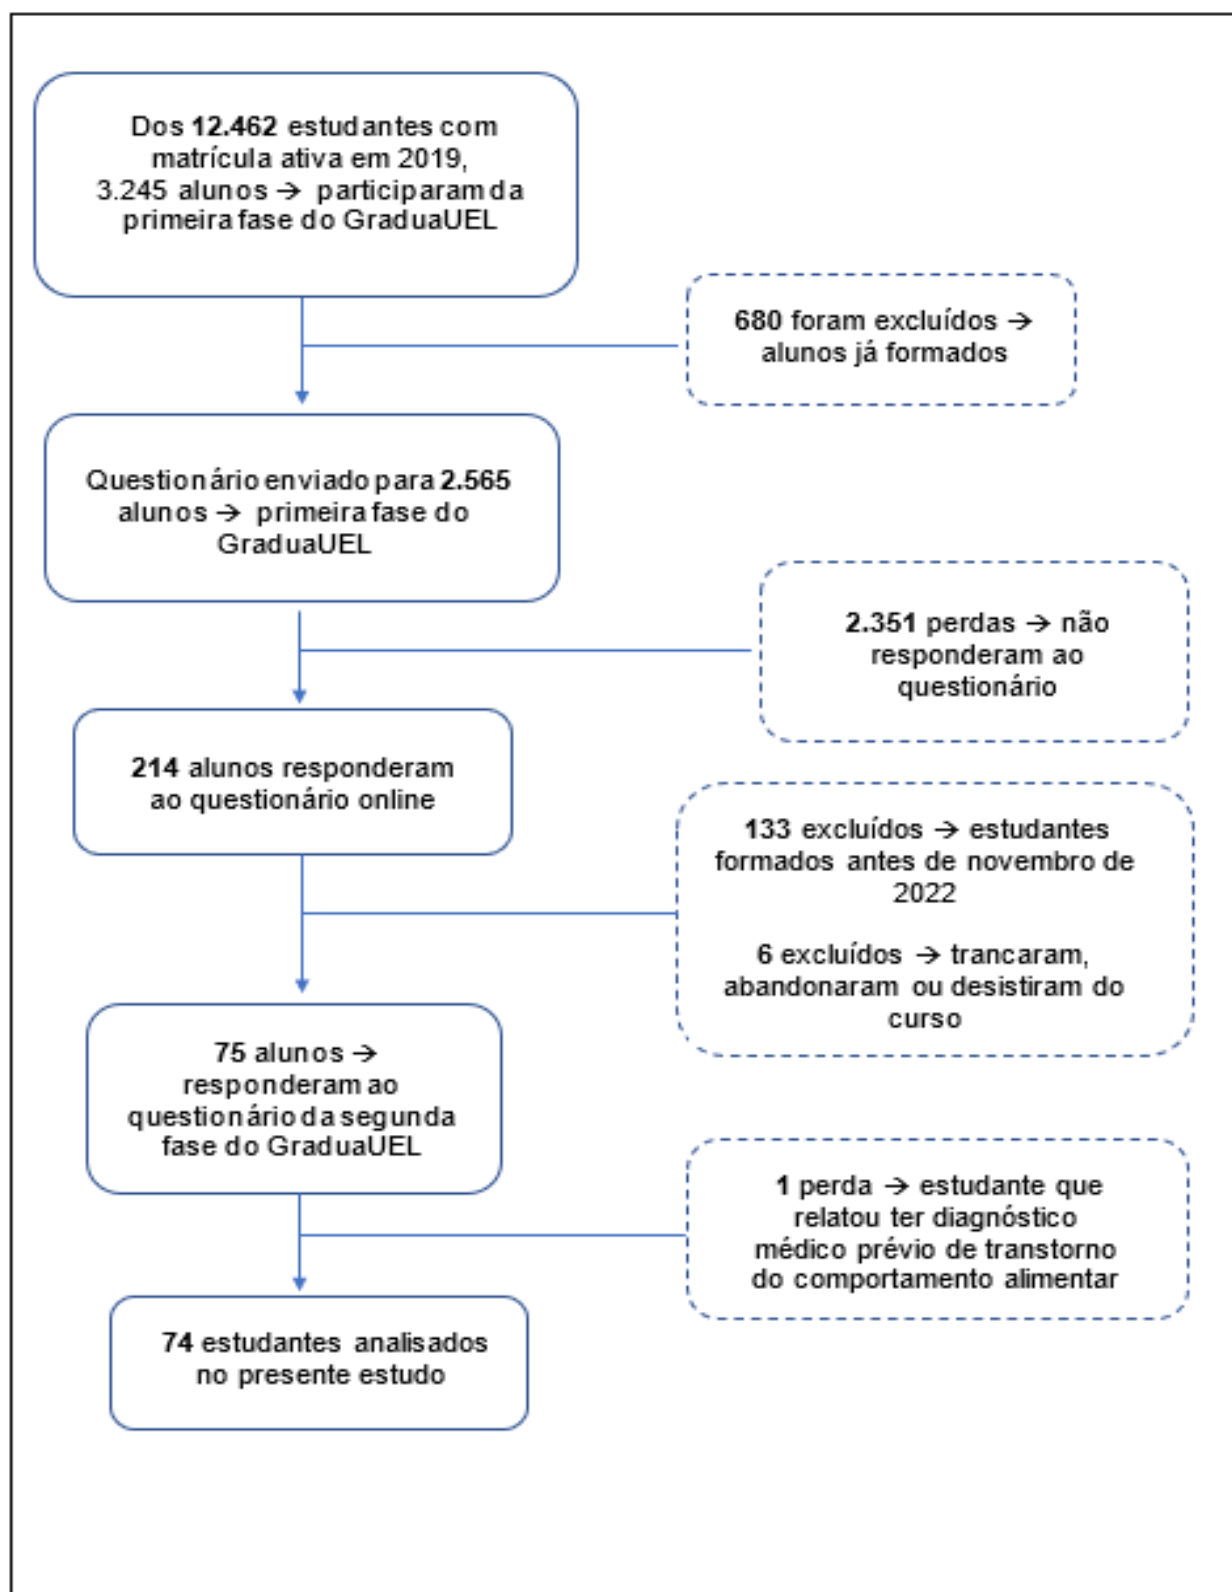 Dos 12.462 estudantes com
matrícula ativa em 2019,
3.245 alunos → participaram da
primeira fase do GraduaUEL
680 foram excluídos →
alunos já formados
Questionário enviado para 2.565
alunos → primeira fase do
GraduaUEL
2.351 perdas → não
responderam ao
questionário
214 alunos responderam
ao questionário online
133 excluídos → estudantes
formados antes de novembro de
2022
6 excluídos → trancaram,
abandonaram ou desistiram do
curso
75 alunos →
responderam ao
questionário da segunda
fase do GraduaUEL
1 perda → estudante que
relatou ter diagnóstico
médico prévio de transtorno
do comportamento alimentar
74 estudantes analisados
no presente estudo